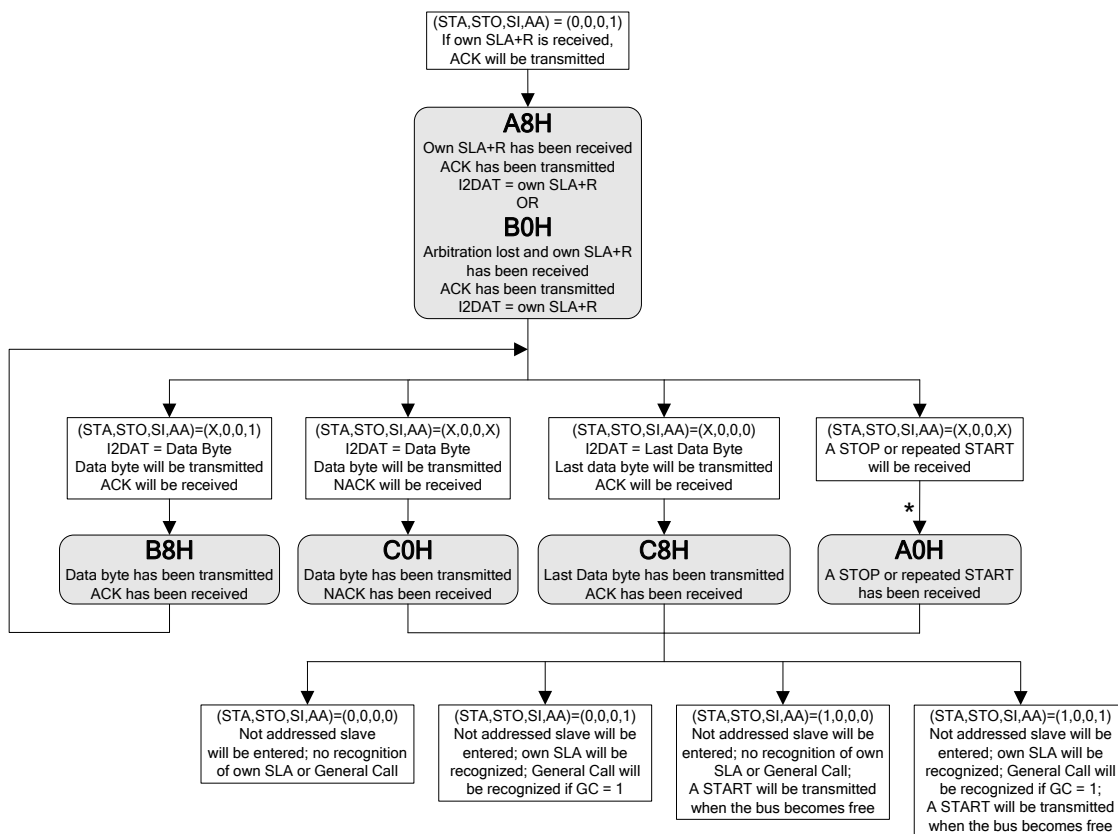 (STA,STO,SI,AA) = (0,0,0,1)
If own SLA+R is received,
ACK will be transmitted
A8H
Own SLA+R has been received
ACK has been transmitted
I2DAT = own SLA+R
OR
B0H
Arbitration lost and own SLA+R
has been received
ACK has been transmitted
I2DAT = own SLA+R
(STA,STO,SI,AA)=(X,0,0,1)
I2DAT = Data Byte
Data byte will be transmitted
ACK will be received
(STA,STO,SI,AA)=(X,0,0,X)
I2DAT = Data Byte
Data byte will be transmitted
NACK will be received
(STA,STO,SI,AA)=(X,0,0,0)
I2DAT = Last Data Byte
Last data byte will be transmitted
ACK will be received
(STA,STO,SI,AA)=(X,0,0,X)
A STOP or repeated START
will be received
*
B8H
Data byte has been transmitted
ACK has been received
C0H
Data byte has been transmitted
NACK has been received
C8H
Last Data byte has been transmitted
ACK has been received
A0H
A STOP or repeated START
has been received
(STA,STO,SI,AA)=(0,0,0,0)
Not addressed slave
will be entered; no recognition
of own SLA or General Call
(STA,STO,SI,AA)=(0,0,0,1)
Not addressed slave will be
entered; own SLA will be
recognized; General Call will
be recognized if GC = 1
(STA,STO,SI,AA)=(1,0,0,0)
Not addressed slave will be
entered; no recognition of own
SLA or General Call;
A START will be transmitted
when the bus becomes free
(STA,STO,SI,AA)=(1,0,0,1)
Not addressed slave will be
entered; own SLA will be
recognized; General Call will
be recognized if GC = 1;
A START will be transmitted
when the bus becomes free